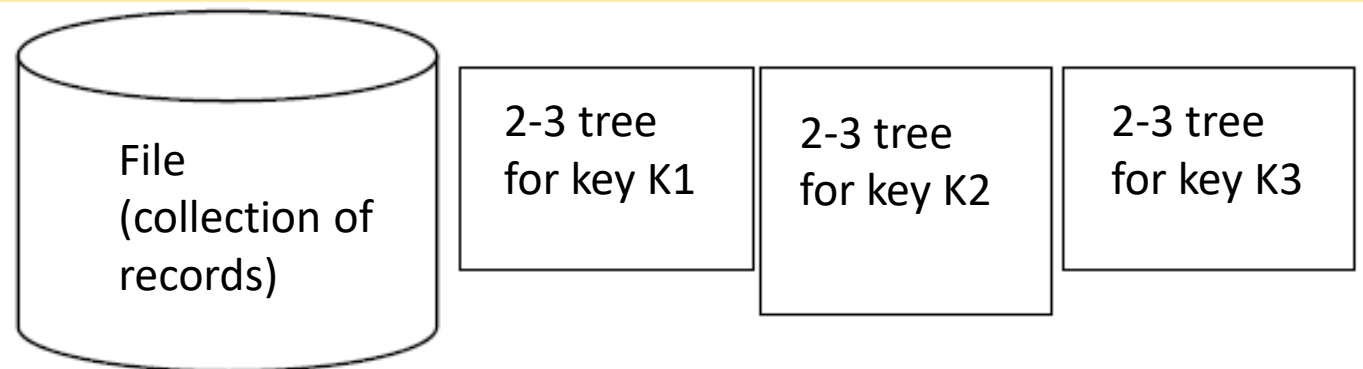 File
(collection of
records)
2-3 tree
for key K1
2-3 tree
for key K2
2-3 tree
for key K3